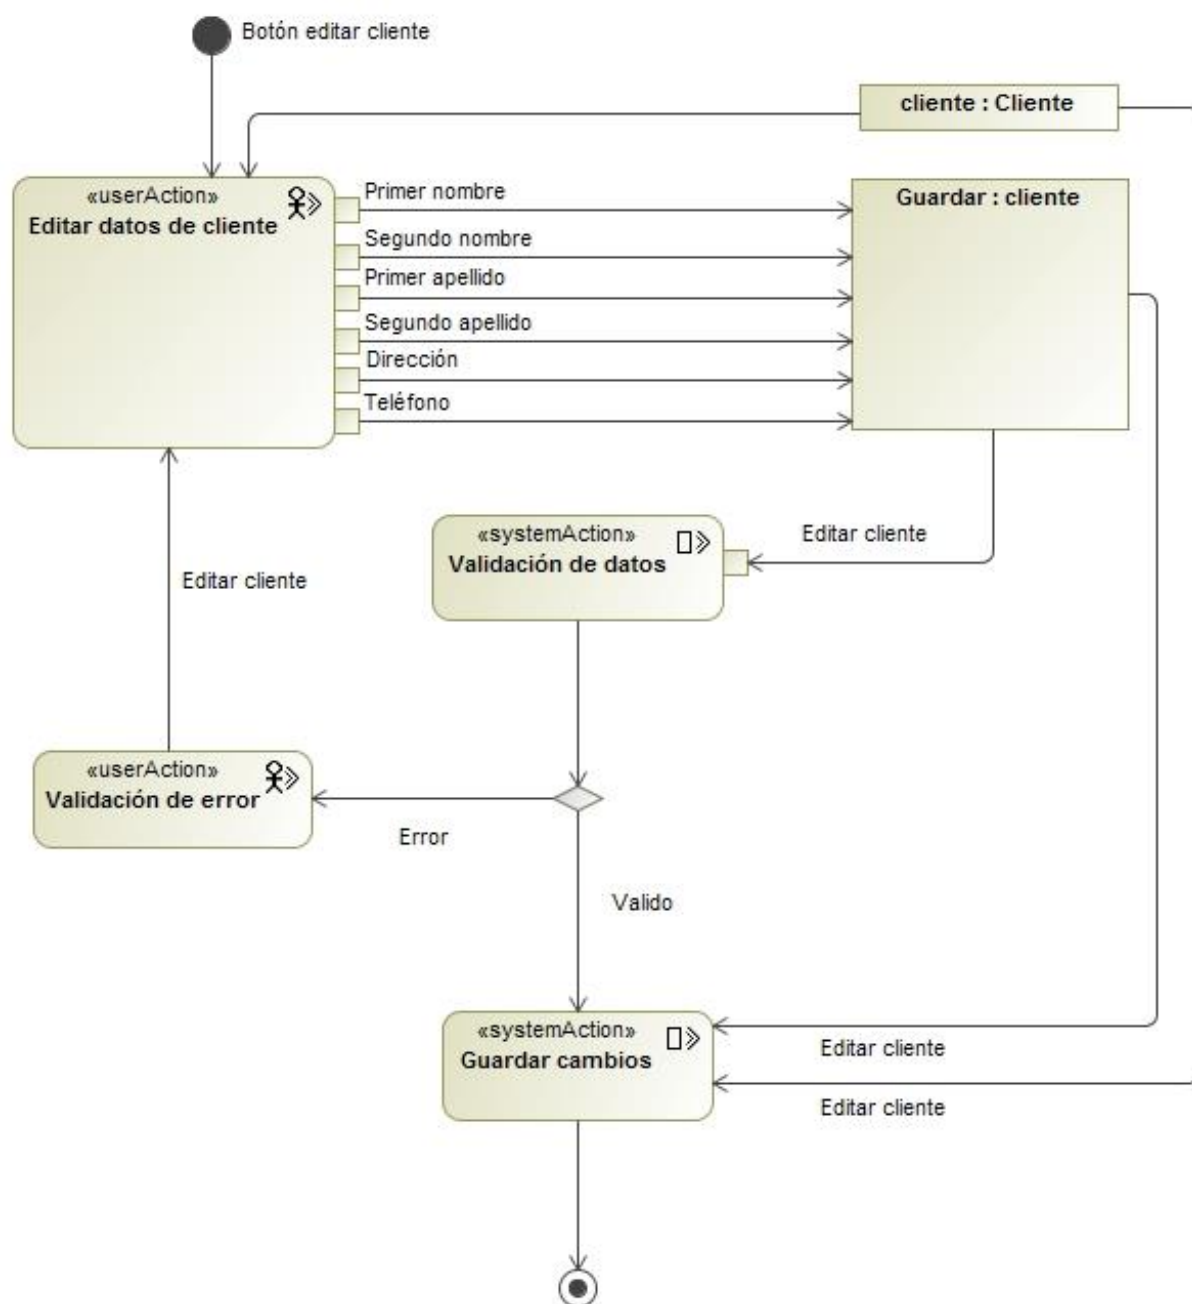 Botón editar cliente
cliente : Cliente
«userAction»
Editar datos de cliente
Primer nombre
Segundo nombre
Primer apellido
Segundo apellido
Dirección
Teléfono
Guardar : cliente
«systemAction»
Validación de datos
Editar cliente
Editar cliente
«userAction»
Validación de error
Error
Valido
«systemAction»
Guardar cambios
Editar cliente
Editar cliente